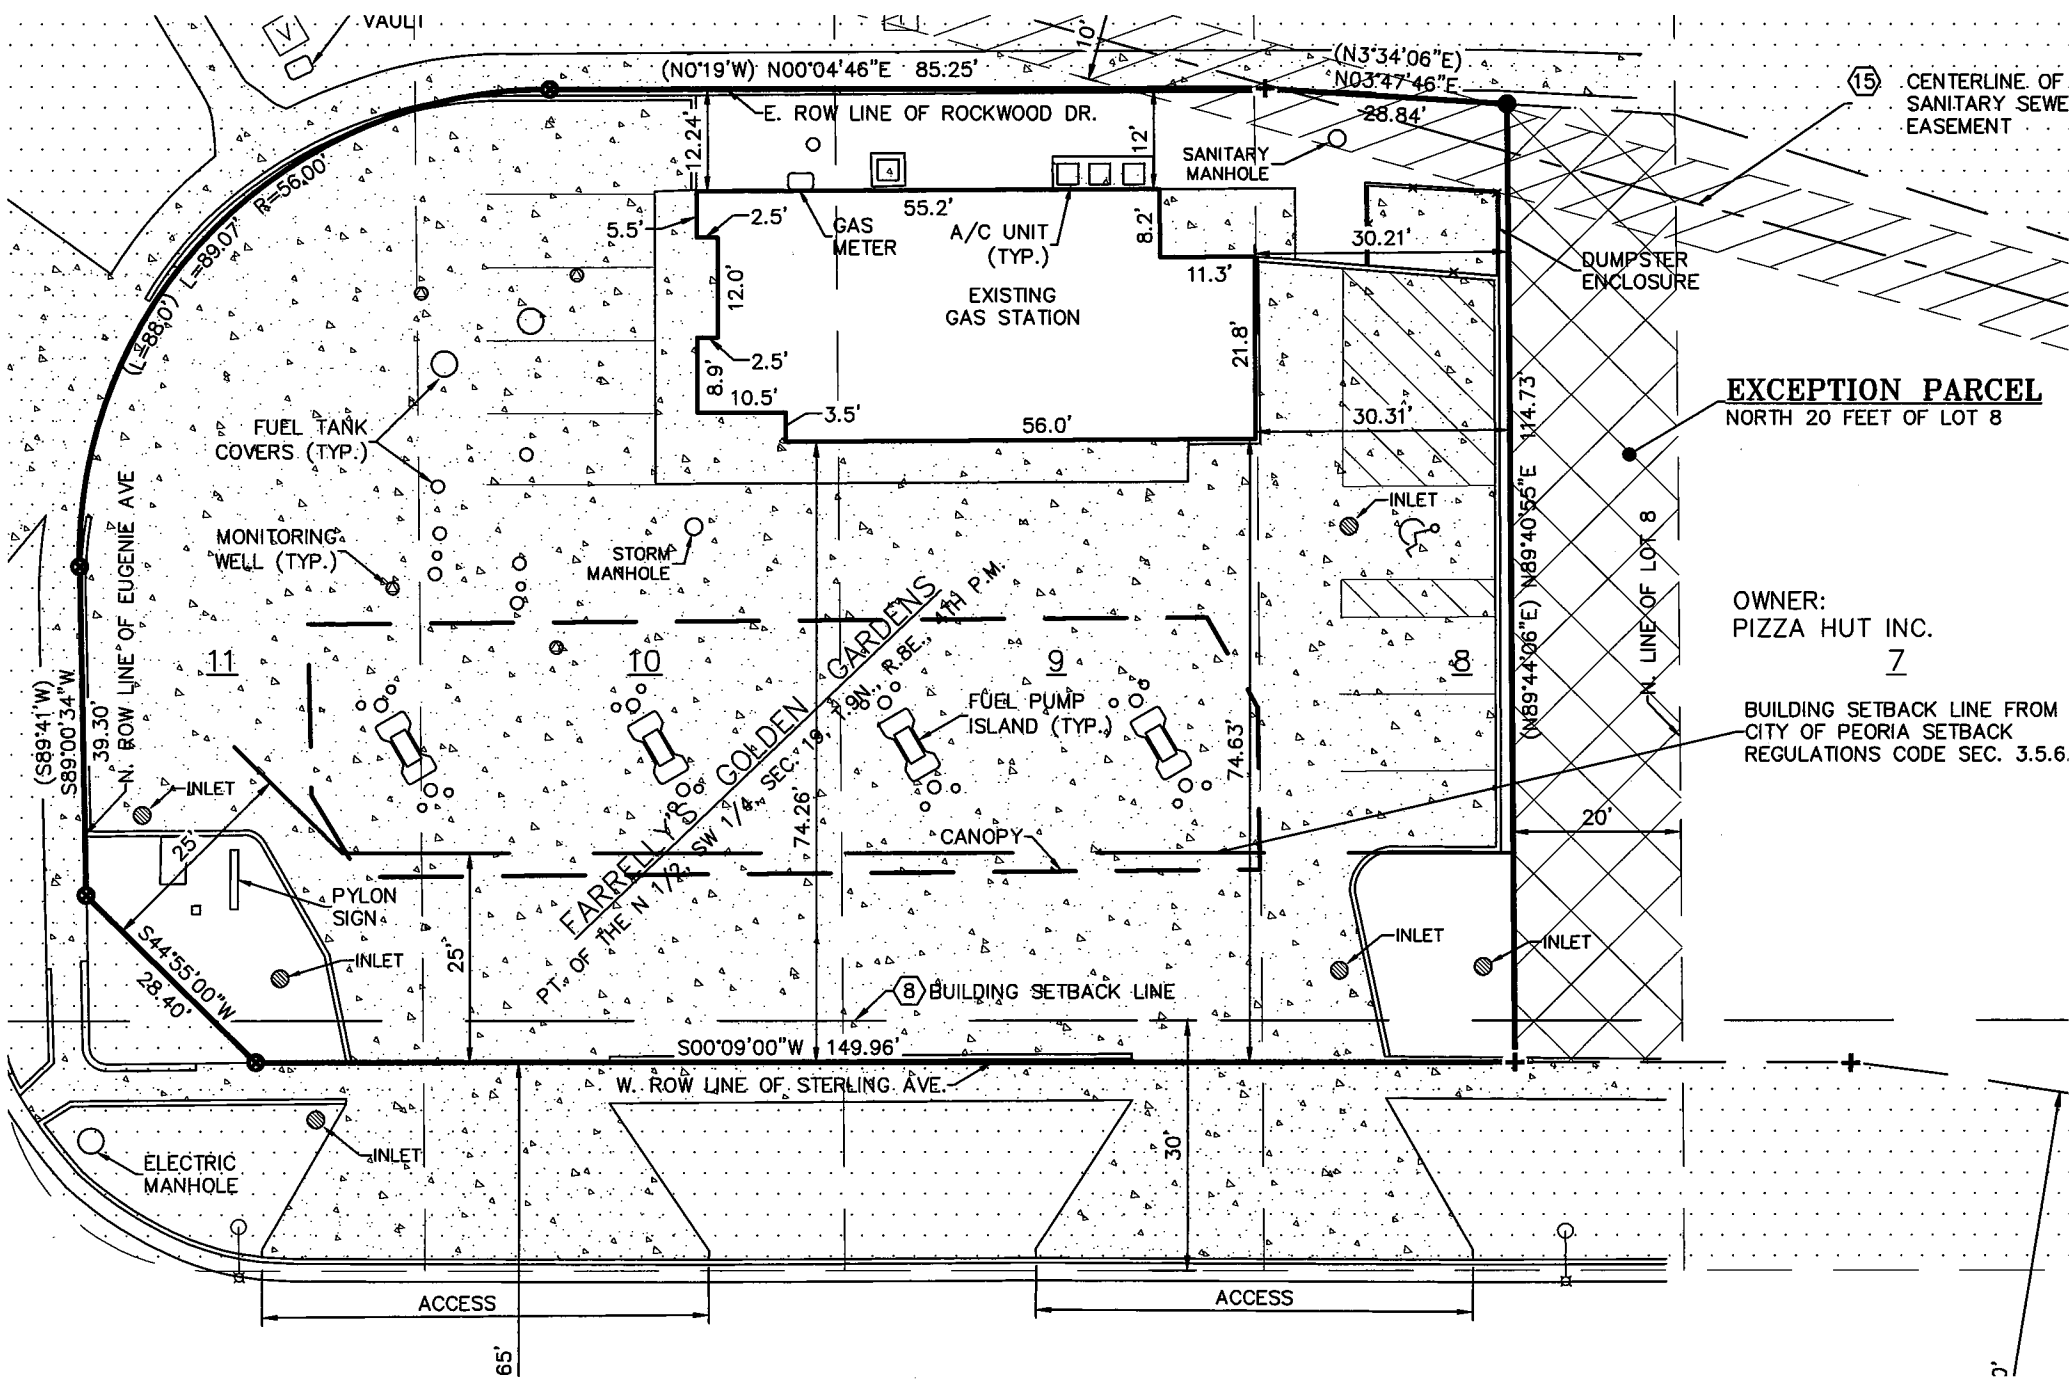 VAULT
V
(N0°19'W) N00°04'46"E 85.25'
E. ROW LINE OF ROCKWOOD DR.
10'
(N3°34'06"E)
N03°47'46"E
28.84'
15
CENTERLINE OF
SANITARY SEWE
EASEMENT
12.24'
12'
SANITARY
MANHOLE
R=56.00'
(L=88.0') L=89.07'
5.5'
2.5'
GAS
METER
55.2'
A/C UNIT
(TYP.)
8.2'
11.3'
30.21'
DUMPSTER
ENCLOSURE
12.0'
EXISTING
GAS STATION
21.8'
2.5'
8.9'
10.5'
3.5'
56.0'
30.31'
EXCEPTION PARCEL
NORTH 20 FEET OF LOT 8
FUEL TANK
COVERS (TYP.)
MONITORING
WELL (TYP.)
STORM
MANHOLE
INLET
(N89°44'06"E) N89°40'55"E 114.73'
N. LINE OF LOT 8
OWNER:
PIZZA HUT INC.
7
11
10
9
8
N. ROW LINE OF EUGENIE AVE
(S89°41'W)
S89°00'34"W
39.30'
FARRELLY'S GOLDEN GARDENS
PT. OF THE N 1/2, SW 1/4, SEC. 19, T.9N., R.8E., 4TH P.M.
FUEL PUMP
ISLAND (TYP.)
74.63'
74.26'
BUILDING SETBACK LINE FROM
CITY OF PEORIA SETBACK
REGULATIONS CODE SEC. 3.5.6.
INLET
25'
CANOPY
20'
PYLON
SIGN
INLET
S44°55'00"W
28.40'
25'
8
BUILDING SETBACK LINE
INLET
INLET
S00°09'00"W 149.96'
W. ROW LINE OF STERLING AVE.
30'
INLET
ELECTRIC
MANHOLE
ACCESS
ACCESS
65'